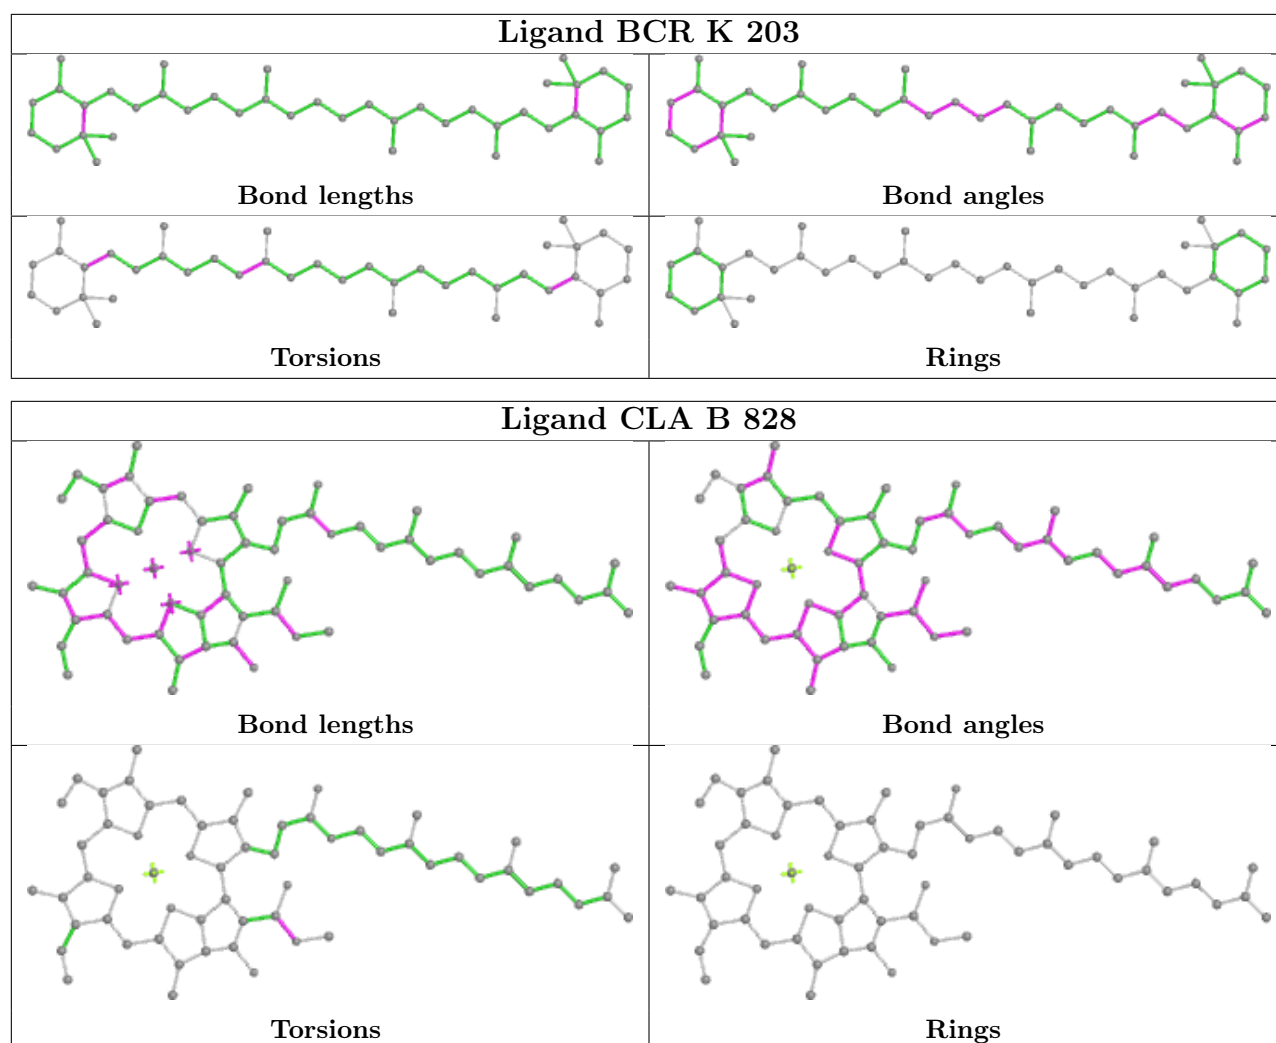 Ligand BCR K 203
Bond lengths
Bond angles
Torsions
Rings
Ligand CLA B 828
Bond lengths
Bond angles
Torsions
Rings